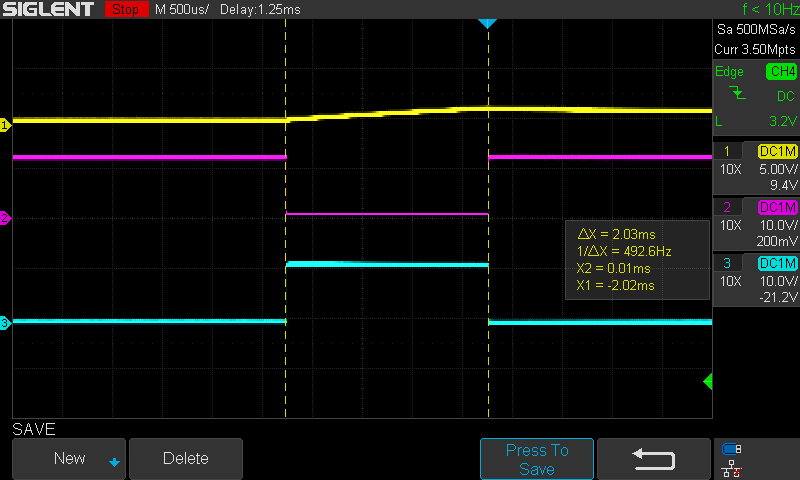 SIGLENT Stop M 500us/ Delay:1.25ms f < 10Hz
Sa 500MSa/s
Curr 3.50Mpts
Edge CH4
DC
L 3.2V
1 DC1M
10X 5.00V/
9.4V
2 DC1M
10X 10.0V/
200mV
3 DC1M
10X 10.0V/
-21.2V
1
2
3
△X = 2.03ms
1/△X = 492.6Hz
X2 = 0.01ms
X1 = -2.02ms
SAVE
New
Delete
Press To
Save